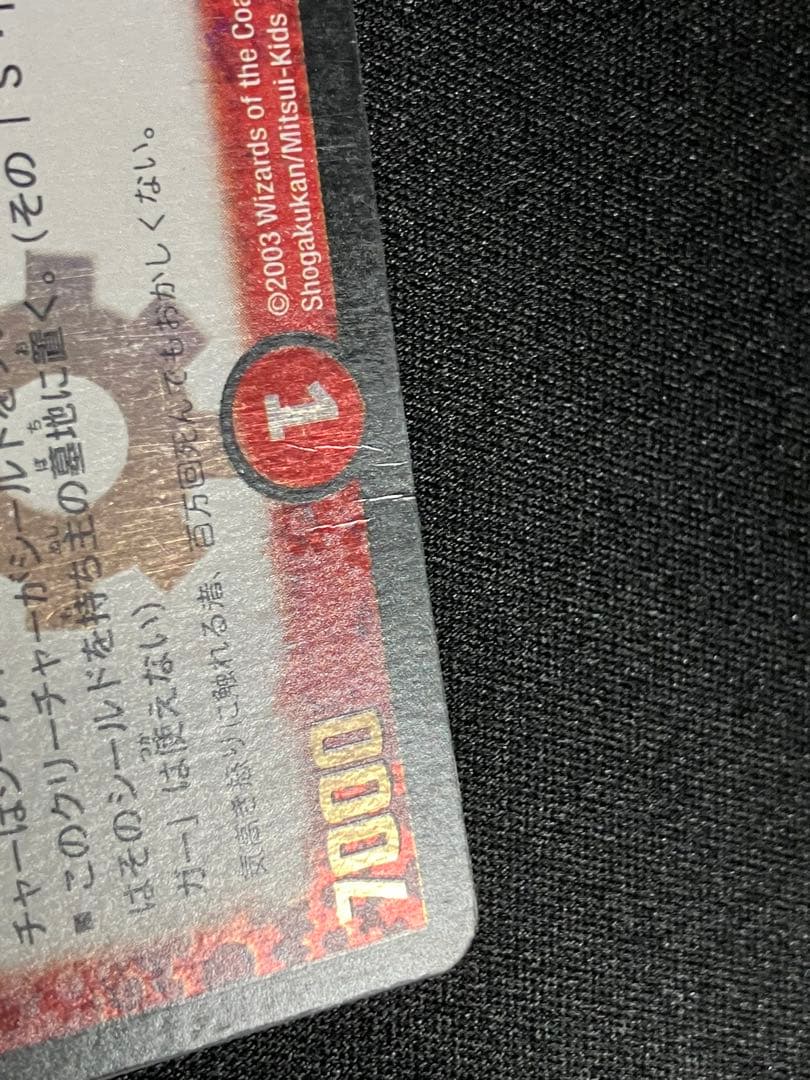 チャーはシールド
■このクリーチャーがシールドを
はそのシールドを持ち主の墓地に置く。(その「S・
ガー」は使えない)
気高き怒りに触れる者、百万回死んでもおかしくない。
7000
1
©2003 Wizards of the Coa
Shogakukan/Mitsui-Kids